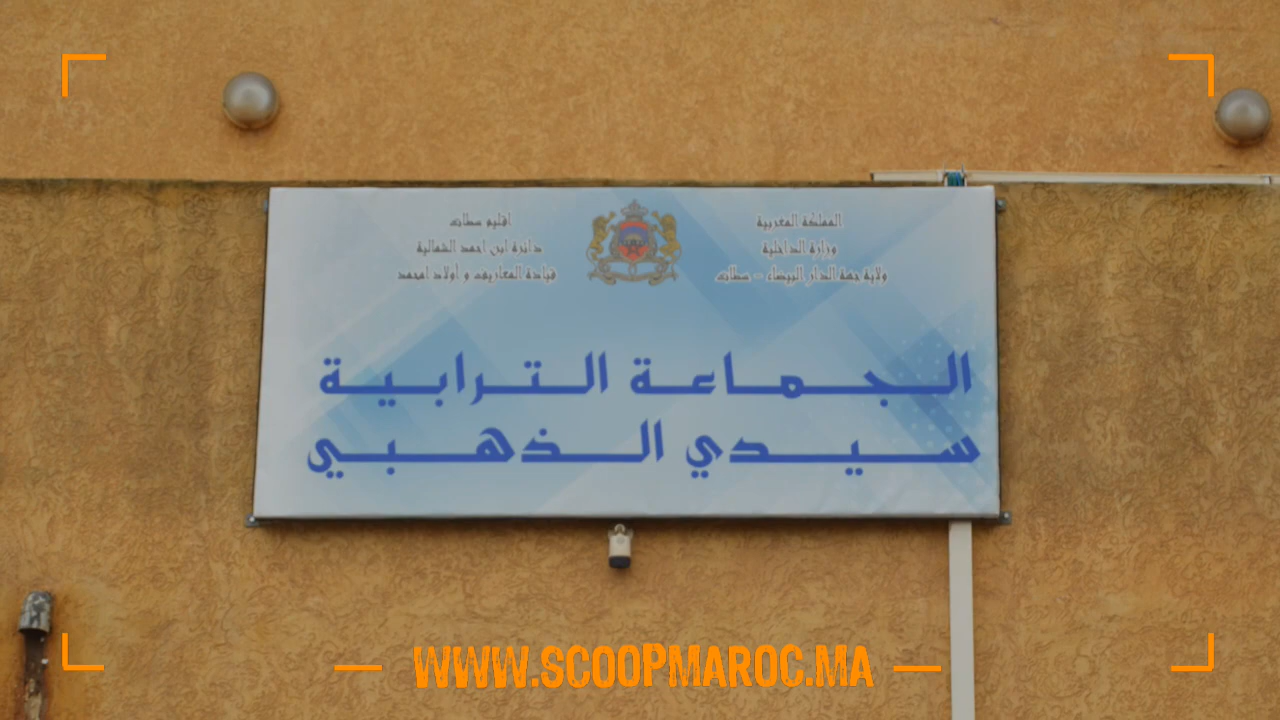 المملكة المغربية
وزارة الداخلية
ولاية جهة الدار البيضاء - سطات
اقليم سطات
دائرة ابن احمد الشمالية
قيادة المعاريف و أولاد امحمد
الجماعة الترابية
سيدي الذهبي
WWW.SCOOPMAROC.MA